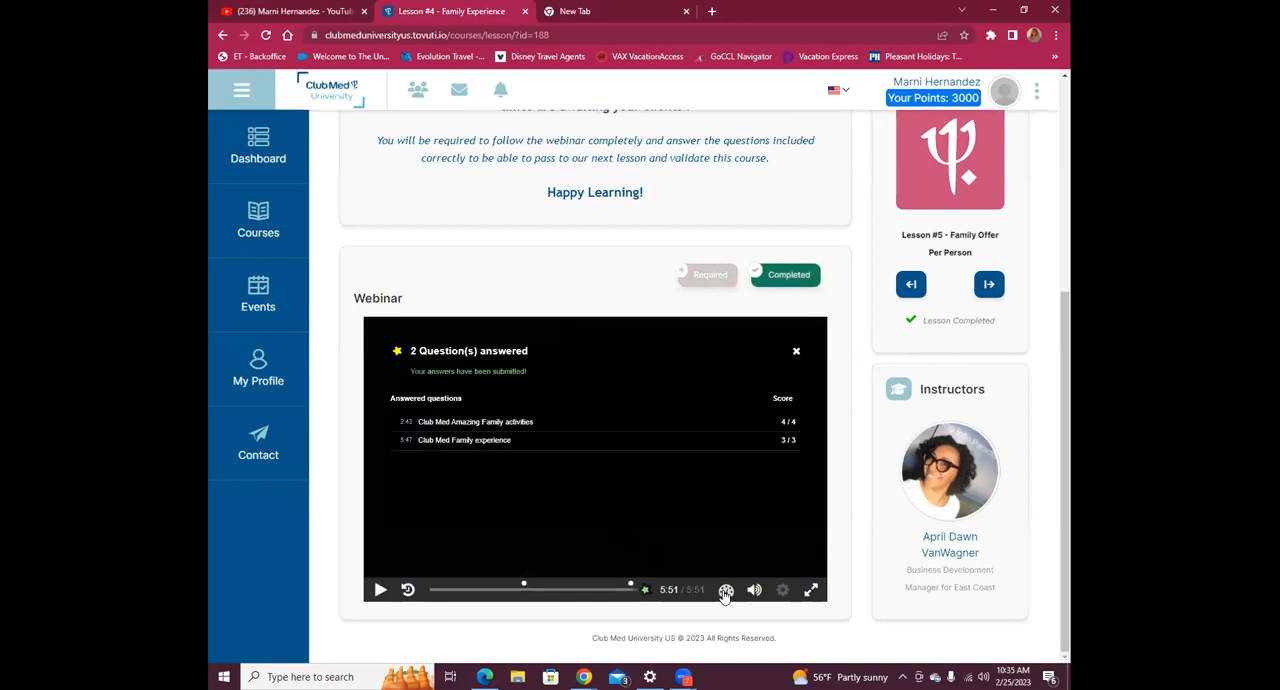 (236) Marni Hernandez - YouTub
Lesson #4 - Family Experience
New Tab
clubmeduniversityus.tovuti.io/courses/lesson/?id=188
ET - Backoffice
Welcome to The Un...
Evolution Travel -...
Disney Travel Agents
VAX VacationAccess
GoCCL Navigator
Vacation Express
Pleasant Holidays: T...
Club Med
University
Marni Hernandez
Your Points: 3000
Dashboard
Courses
Events
My Profile
Contact
times are awaiting your clients !
You will be required to follow the webinar completely and answer the questions included
correctly to be able to pass to our next lesson and validate this course.
Happy Learning!
Required
Completed
Webinar
2 Question(s) answered
Your answers have been submitted!
Answered questions
Score
2:43 Club Med Amazing Family activities 4 / 4
5:47 Club Med Family experience 3 / 3
5:51 / 5:51
Lesson #5 - Family Offer
Per Person
Lesson Completed
Instructors
April Dawn
VanWagner
Business Development
Manager for East Coast
Club Med University US © 2023 All Rights Reserved.
Type here to search
56°F Partly sunny
10:35 AM
2/25/2023